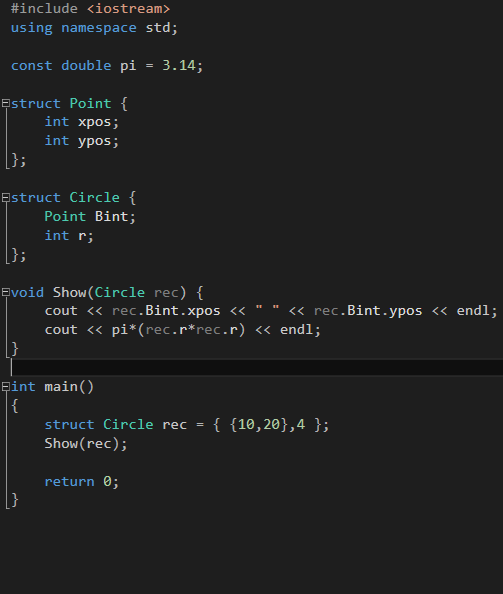 #include <iostream>
using namespace std;
const double pi = 3.14;
struct Point {
int xpos;
int ypos;
};
struct Circle {
Point Bint;
int r;
};
void Show(Circle rec) {
cout << rec.Bint.xpos << " " << rec.Bint.ypos << endl;
cout << pi*(rec.r*rec.r) << endl;
}
int main()
{
struct Circle rec = { {10,20},4 };
Show(rec);
return 0;
}